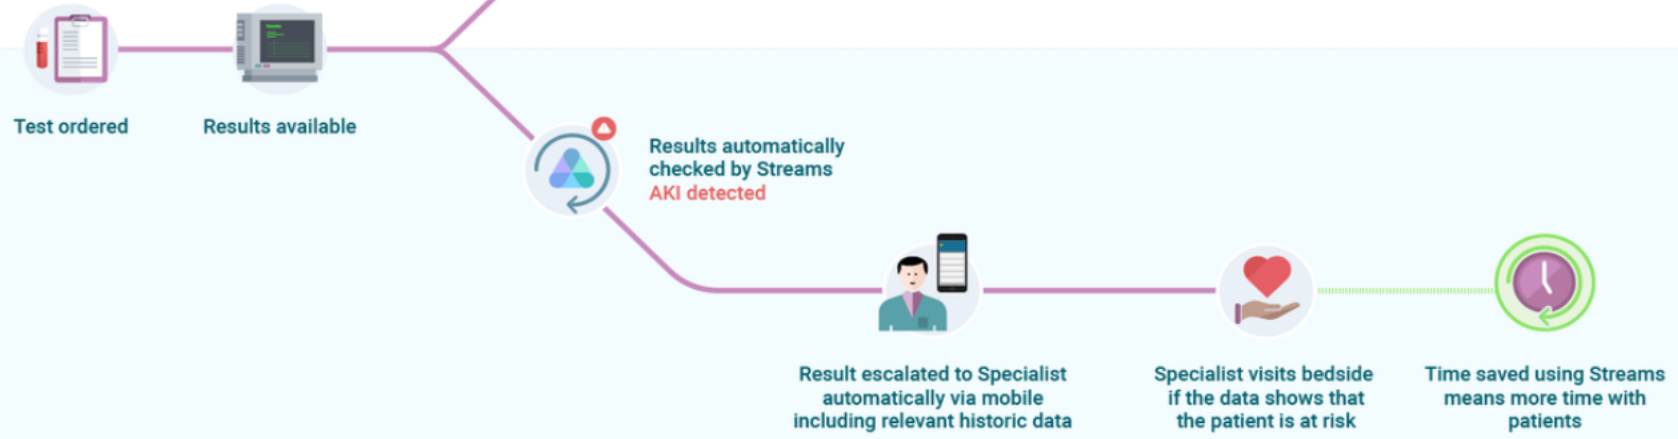 Test ordered
Results available
Results automatically
checked by Streams
AKI detected
Result escalated to Specialist
automatically via mobile
including relevant historic data
Specialist visits bedside
if the data shows that
the patient is at risk
Time saved using Streams
means more time with
patients